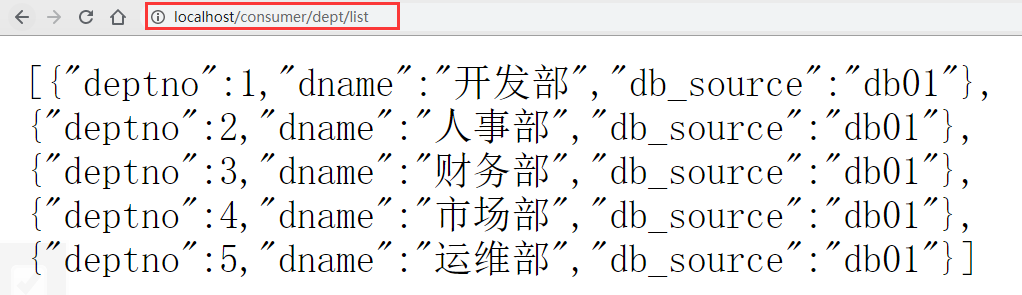 localhost/consumer/dept/list
[{"deptno":1,"dname":"开发部","db_source":"db01"},
{"deptno":2,"dname":"人事部","db_source":"db01"},
{"deptno":3,"dname":"财务部","db_source":"db01"},
{"deptno":4,"dname":"市场部","db_source":"db01"},
{"deptno":5,"dname":"运维部","db_source":"db01"}]